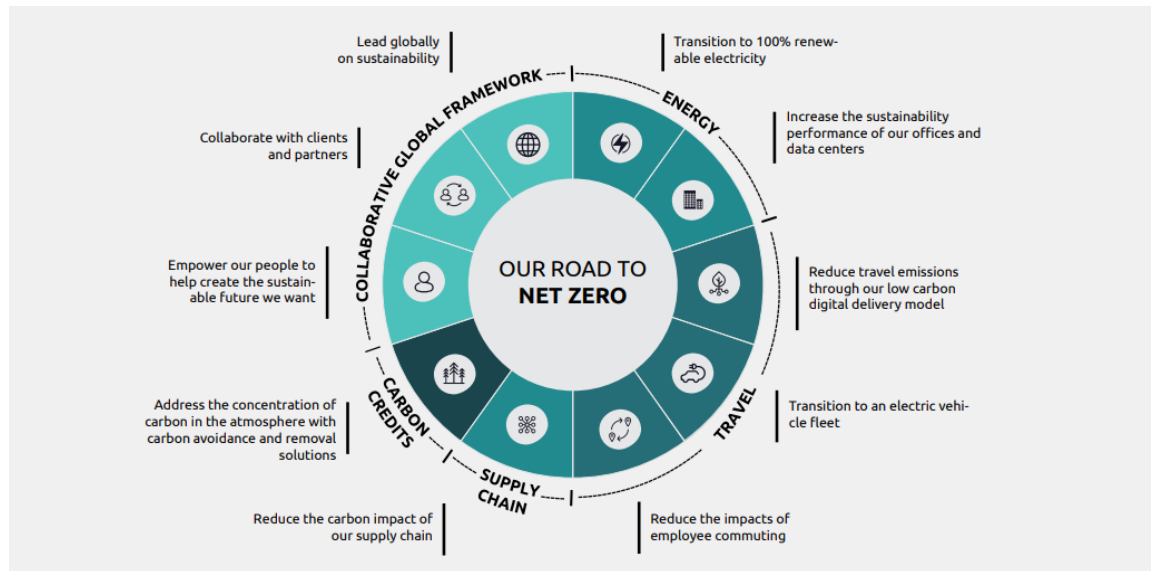 Lead globally
on sustainability
Transition to 100% renew-
able electricity
COLLABORATIVE GLOBAL FRAMEWORK
ENERGY
Increase the sustainability
performance of our offices and
data centers
Collaborate with clients
and partners
Empower our people to
help create the sustain-
able future we want
OUR ROAD TO
NET ZERO
Reduce travel emissions
through our low carbon
digital delivery model
Address the concentration of
carbon in the atmosphere with
carbon avoidance and removal
solutions
CARBON
CREDITS
TRAVEL
Transition to an electric vehi-
cle fleet
SUPPLY
CHAIN
Reduce the carbon impact of
our supply chain
Reduce the impacts of
employee commuting